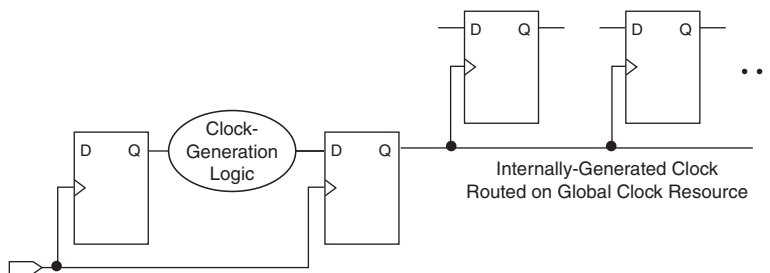 D Q D Q
D Q Clock-Generation Logic D Q
Internally-Generated Clock
Routed on Global Clock Resource